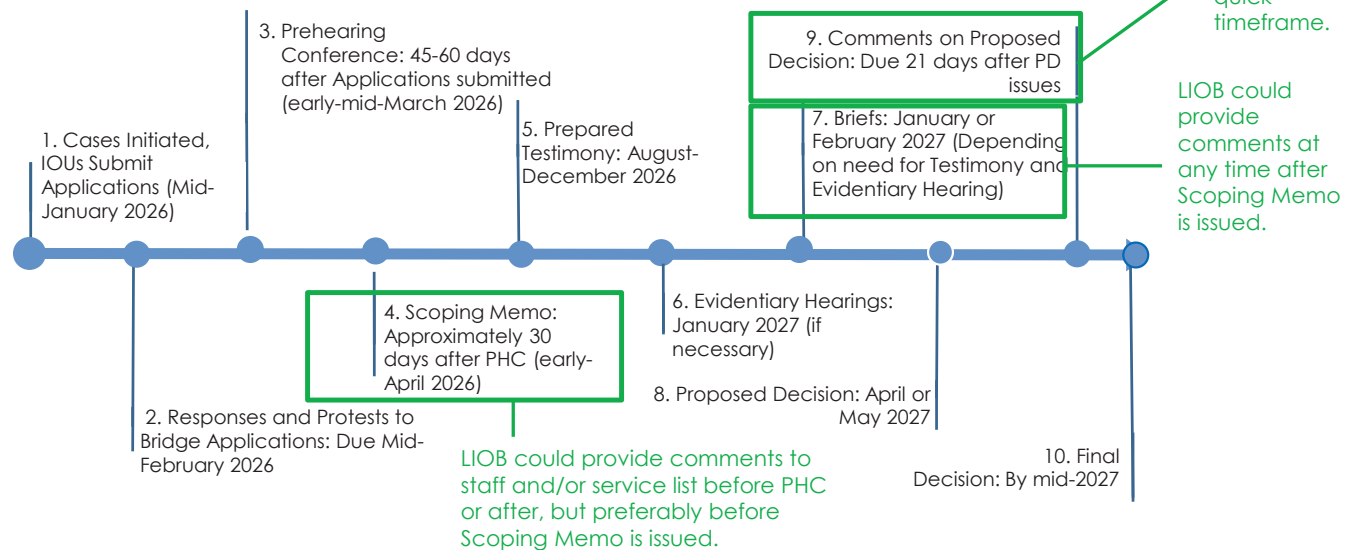 1. Cases Initiated,
IOUs Submit
Applications (Mid-
January 2026)
2. Responses and Protests to
Bridge Applications: Due Mid-
February 2026
3. Prehearing
Conference: 45-60 days
after Applications submitted
(early-mid-March 2026)
4. Scoping Memo:
Approximately 30
days after PHC (early-
April 2026)
LIOB could provide comments to
staff and/or service list before PHC
or after, but preferably before
Scoping Memo is issued.
5. Prepared
Testimony: August-
December 2026
6. Evidentiary Hearings:
January 2027 (if
necessary)
7. Briefs: January or
February 2027 (Depending
on need for Testimony and
Evidentiary Hearing)
LIOB could
provide
comments at
any time after
Scoping Memo
is issued.
8. Proposed Decision: April or
May 2027
9. Comments on Proposed
Decision: Due 21 days after PD
issues
quick
timeframe.
10. Final
Decision: By mid-2027